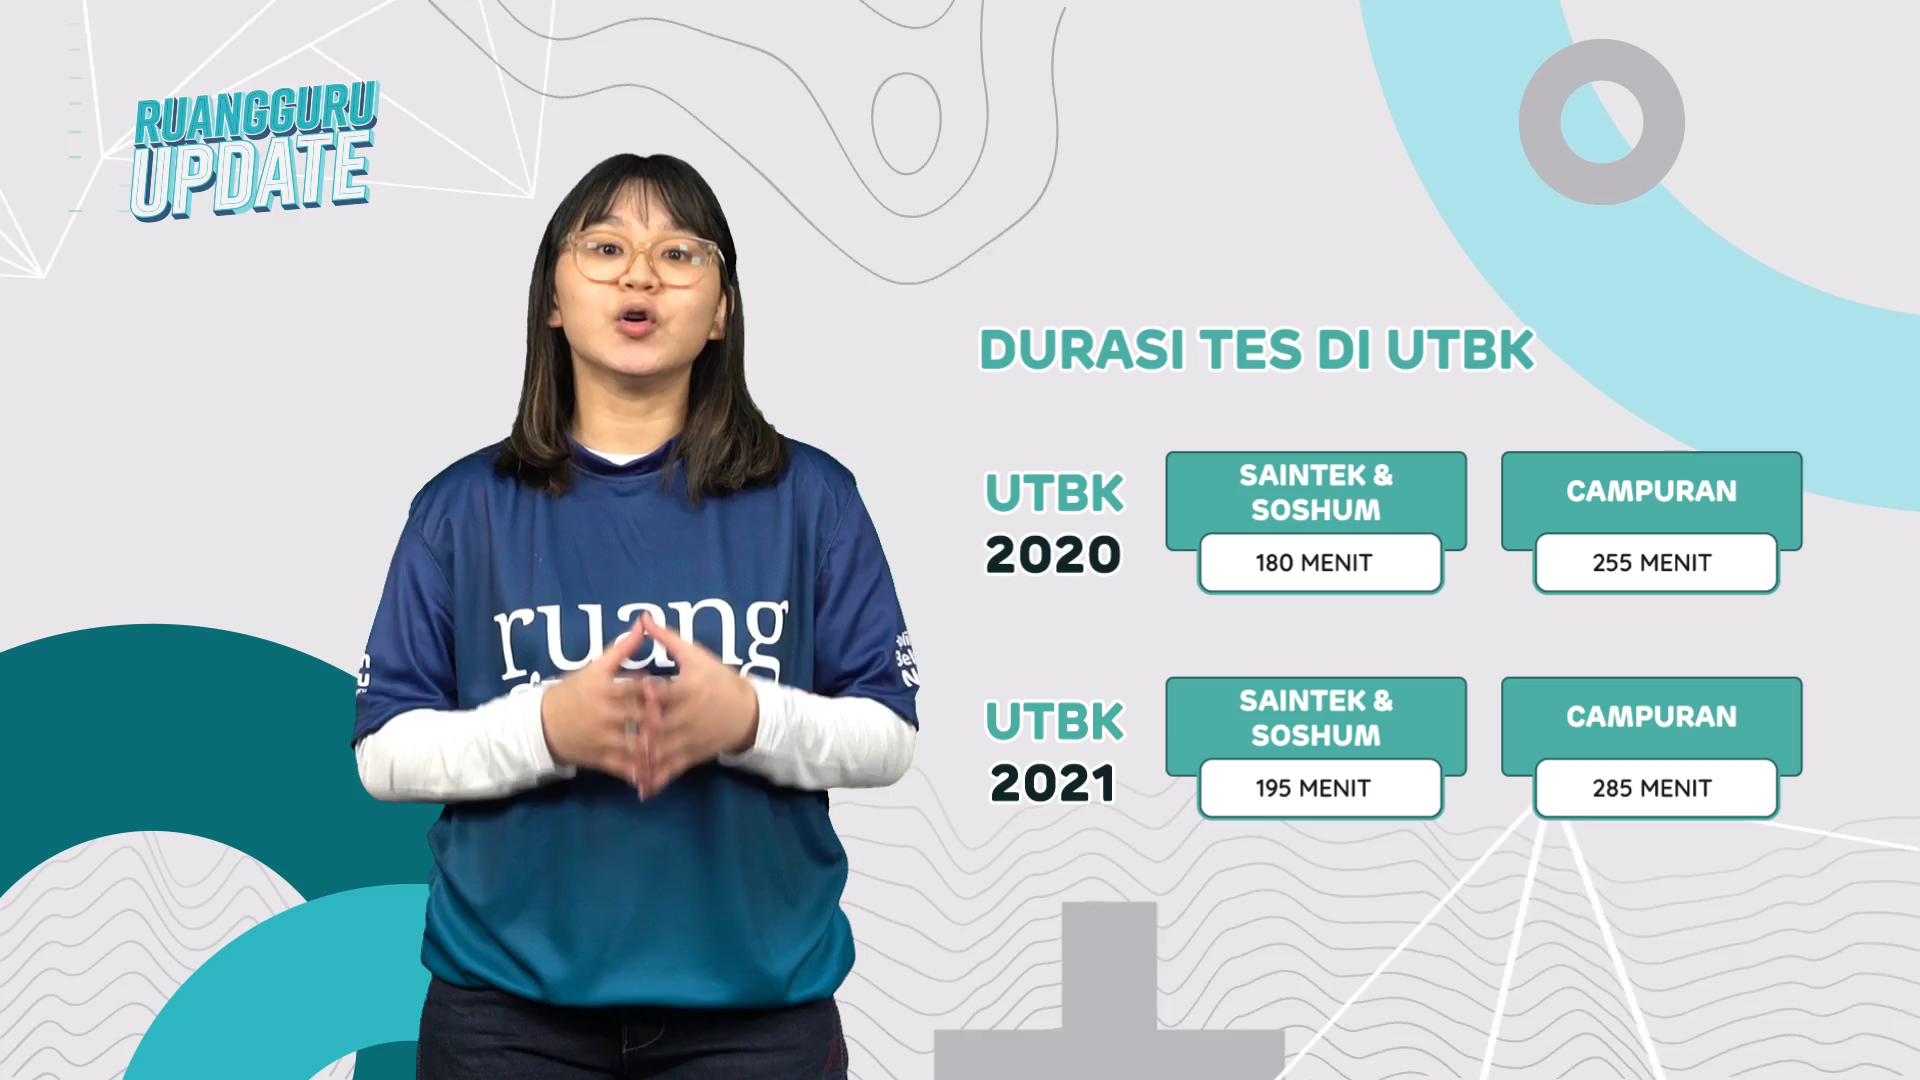 RUANGGURU
UPDATE
ruang
DURASI TES DI UTBK
UTBK
2020
SAINTEK &
SOSHUM
180 MENIT
CAMPURAN
255 MENIT
UTBK
2021
SAINTEK &
SOSHUM
195 MENIT
CAMPURAN
285 MENIT